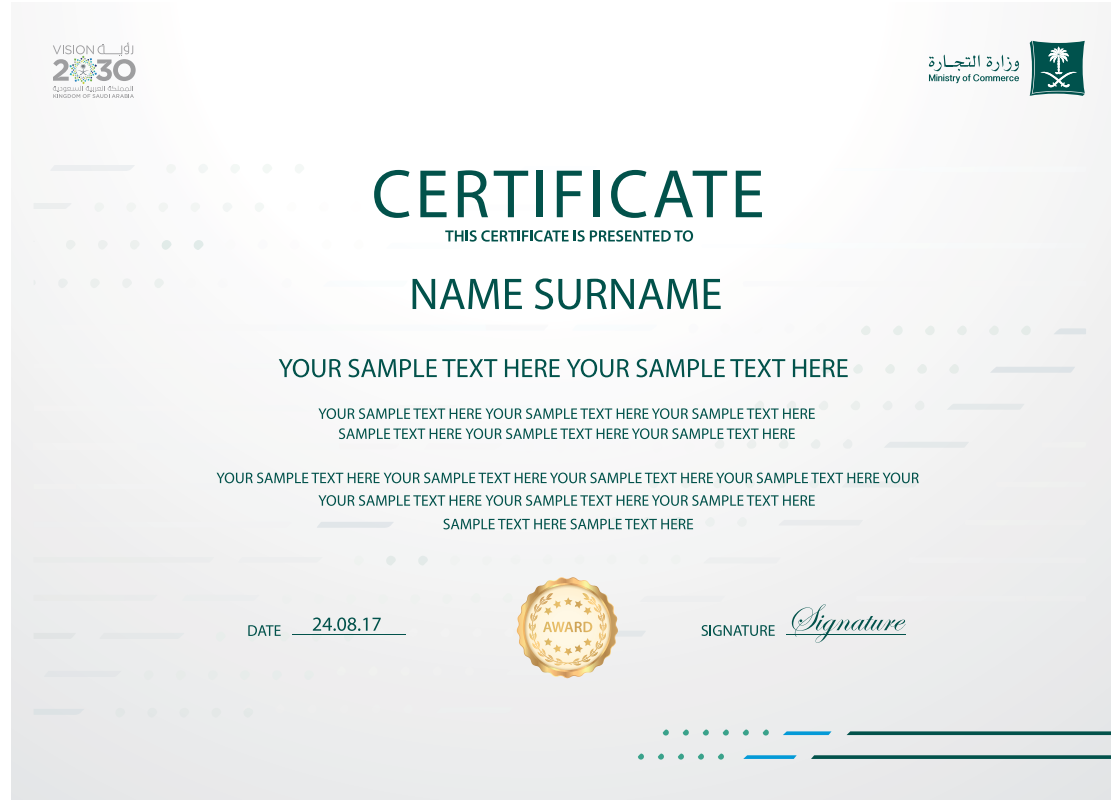 VISION رؤيــــة
2030
المملكة العربية السعودية
KINGDOM OF SAUDI ARABIA
وزارة التجـارة
Ministry of Commerce
CERTIFICATE
THIS CERTIFICATE IS PRESENTED TO
NAME SURNAME
YOUR SAMPLE TEXT HERE YOUR SAMPLE TEXT HERE
YOUR SAMPLE TEXT HERE YOUR SAMPLE TEXT HERE YOUR SAMPLE TEXT HERE
SAMPLE TEXT HERE YOUR SAMPLE TEXT HERE YOUR SAMPLE TEXT HERE
YOUR SAMPLE TEXT HERE YOUR SAMPLE TEXT HERE YOUR SAMPLE TEXT HERE YOUR SAMPLE TEXT HERE YOUR
YOUR SAMPLE TEXT HERE YOUR SAMPLE TEXT HERE YOUR SAMPLE TEXT HERE
SAMPLE TEXT HERE SAMPLE TEXT HERE
DATE 24.08.17
AWARD
SIGNATURE Signature